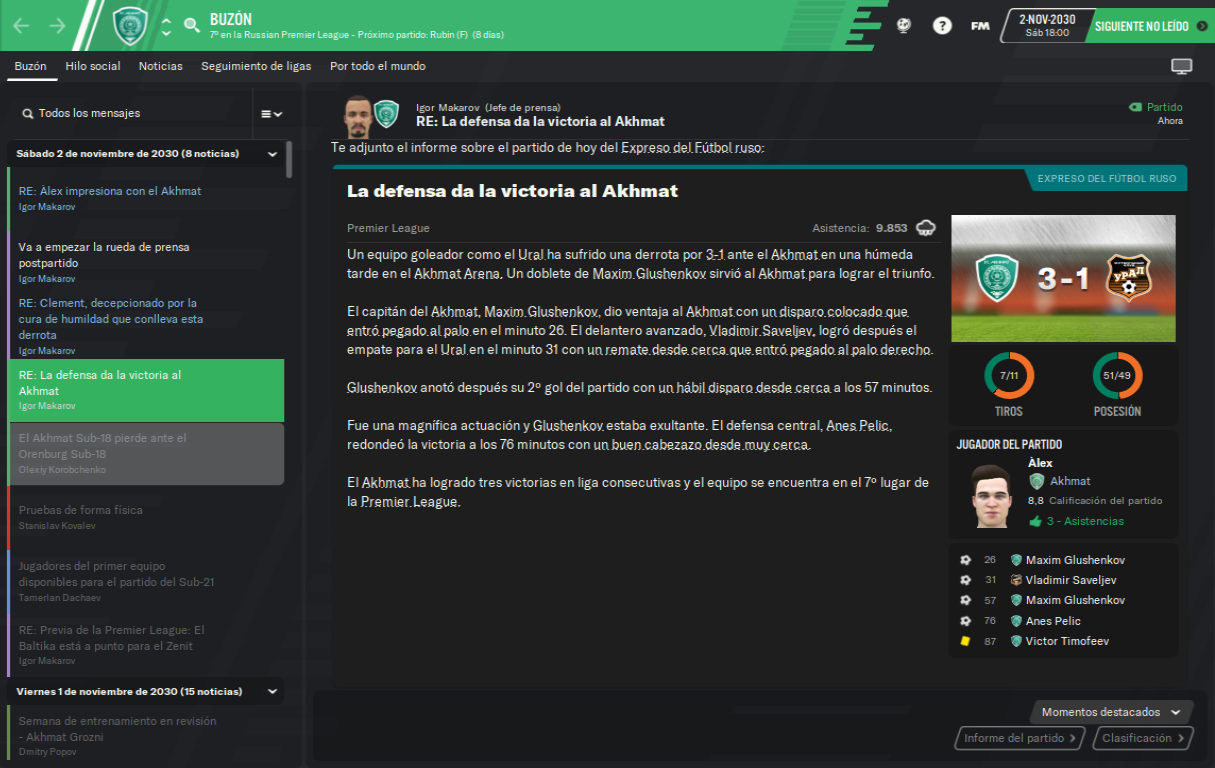 BUZÓN
7º en la Russian Premier League - Próximo partido: Rubin (F) (8 días)
FM
2-NOV-2030
Sáb 18:00
SIGUIENTE NO LEÍDO
Buzón
Hilo social
Noticias
Seguimiento de ligas
Por todo el mundo
Todos los mensajes
Sábado 2 de noviembre de 2030 (8 noticias)
RE: Àlex impresiona con el Akhmat
Igor Makarov
Va a empezar la rueda de prensa
postpartido
Igor Makarov
RE: Clement, decepcionado por la
cura de humildad que conlleva esta
derrota
Igor Makarov
RE: La defensa da la victoria al
Akhmat
Igor Makarov
El Akhmat Sub-18 pierde ante el
Orenburg Sub-18
Olexiy Korobchenko
Pruebas de forma física
Stanislav Kovalev
Jugadores del primer equipo
disponibles para el partido del Sub-21
Tamerlan Dachaev
RE: Previa de la Premier League: El
Baltika está a punto para el Zenit
Igor Makarov
Viernes 1 de noviembre de 2030 (15 noticias)
Semana de entrenamiento en revisión
- Akhmat Grozni
Dmitry Popov
Igor Makarov (Jefe de prensa)
RE: La defensa da la victoria al Akhmat
Partido
Ahora
Te adjunto el informe sobre el partido de hoy del Expreso del Fútbol ruso:
EXPRESO DEL FÚTBOL RUSO
La defensa da la victoria al Akhmat
Premier League
Asistencia: 9.853
Un equipo goleador como el Ural ha sufrido una derrota por 3-1 ante el Akhmat en una húmeda
tarde en el Akhmat Arena. Un doblete de Maxim Glushenkov sirvió al Akhmat para lograr el triunfo.
El capitán del Akhmat, Maxim Glushenkov, dio ventaja al Akhmat con un disparo colocado que
entró pegado al palo en el minuto 26. El delantero avanzado, Vladimir Saveljev, logró después el
empate para el Ural en el minuto 31 con un remate desde cerca que entró pegado al palo derecho.
Glushenkov anotó después su 2º gol del partido con un hábil disparo desde cerca a los 57 minutos.
Fue una magnífica actuación y Glushenkov estaba exultante. El defensa central, Anes Pelic,
redondeó la victoria a los 76 minutos con un buen cabezazo desde muy cerca.
El Akhmat ha logrado tres victorias en liga consecutivas y el equipo se encuentra en el 7º lugar de
la Premier League.
3-1
УРАЛ
7/11
TIROS
51/49
POSESIÓN
JUGADOR DEL PARTIDO
Àlex
Akhmat
8,8 Calificación del partido
3 - Asistencias
26 Maxim Glushenkov
31 Vladimir Saveljev
57 Maxim Glushenkov
76 Anes Pelic
87 Victor Timofeev
Momentos destacados
Informe del partido
Clasificación